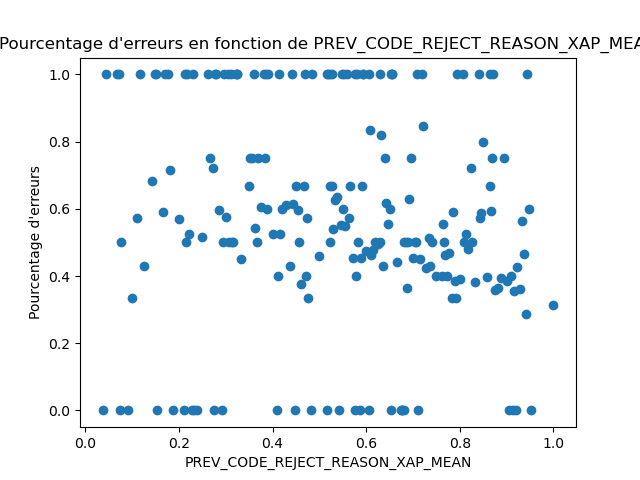 Pourcentage d'erreurs en fonction de PREV_CODE_REJECT_REASON_XAP_MEA
1.0
0.8
0.6
0.4
0.2
0.0
Pourcentage d'erreurs
0.0 0.2 0.4 0.6 0.8 1.0
PREV_CODE_REJECT_REASON_XAP_MEAN